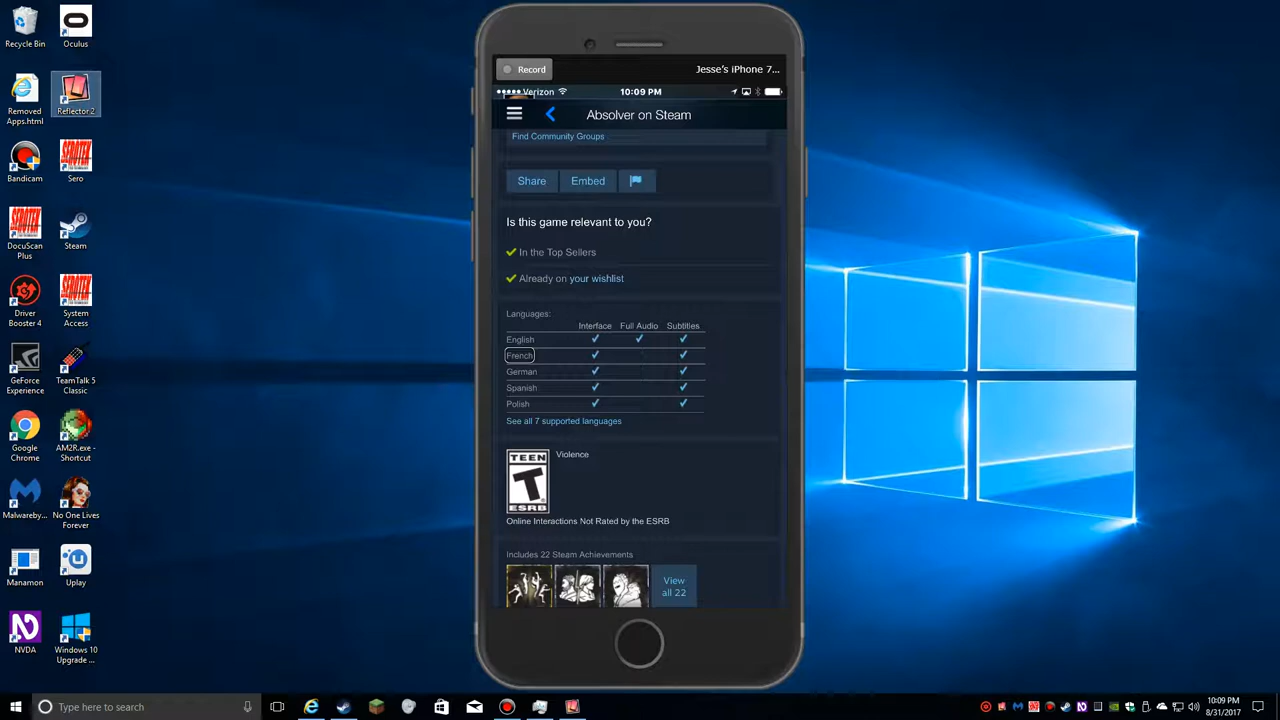 Recycle Bin
Oculus
Removed
Apps.html
Reflector 2
Bandicam
SEROTEK
Sero
SEROTEK
DocuScan
Plus
Steam
Driver
Booster 4
SEROTEK
System
Access
GeForce
Experience
TeamTalk 5
Classic
Google
Chrome
AM2R.exe -
Shortcut
Malwareby...
No One Lives
Forever
Manamon
Uplay
NVDA
Windows 10
Upgrade ...
Record
Jesse's iPhone 7...
Verizon
10:09 PM
Absolver on Steam
Find Community Groups
Share
Embed
Is this game relevant to you?
In the Top Sellers
Already on your wishlist
Languages:
Interface Full Audio Subtitles
English
French
German
Spanish
Polish
See all 7 supported languages
TEEN
T
ESRB
Violence
Online Interactions Not Rated by the ESRB
Includes 22 Steam Achievements
View
all 22
Type here to search
10:09 PM
8/31/2017